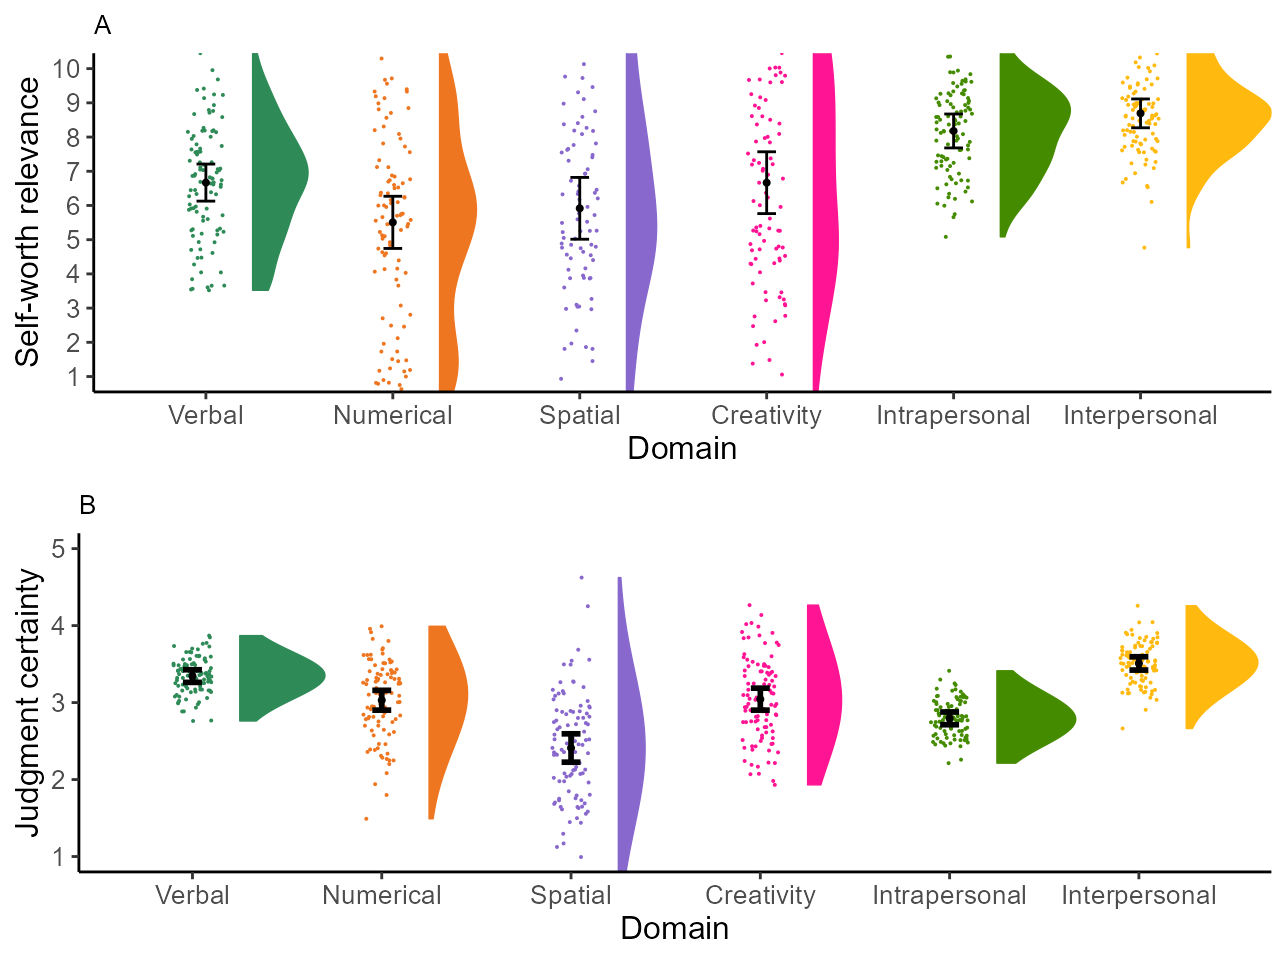 A
Self-worth relevance
10
9
8
7
6
5
4
3
2
1
Verbal Numerical Spatial Creativity Intrapersonal Interpersonal
Domain
B
Judgment certainty
5
4
3
2
1
Verbal Numerical Spatial Creativity Intrapersonal Interpersonal
Domain